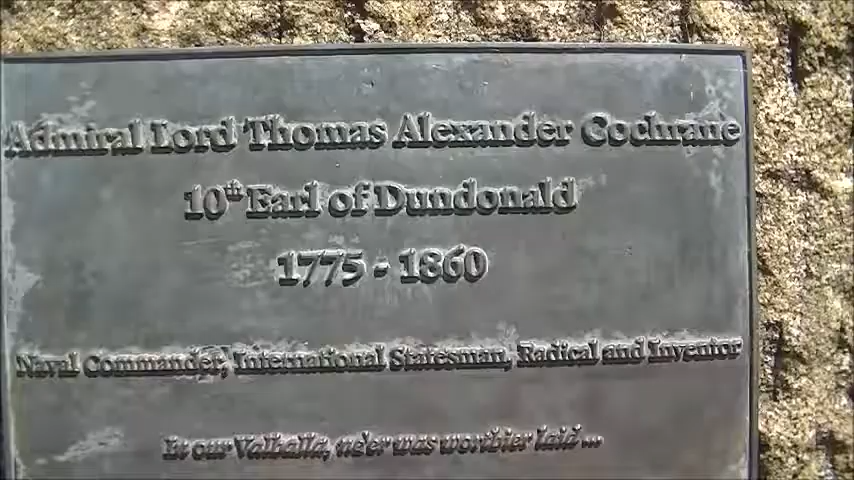 Admiral Lord Thomas Alexander Cochrane
10th Earl of Dundonald
1775 - 1860
Naval Commander, International Statesman, Radical and Inventor
In our Valhalla, ne'er was worthier laid ...